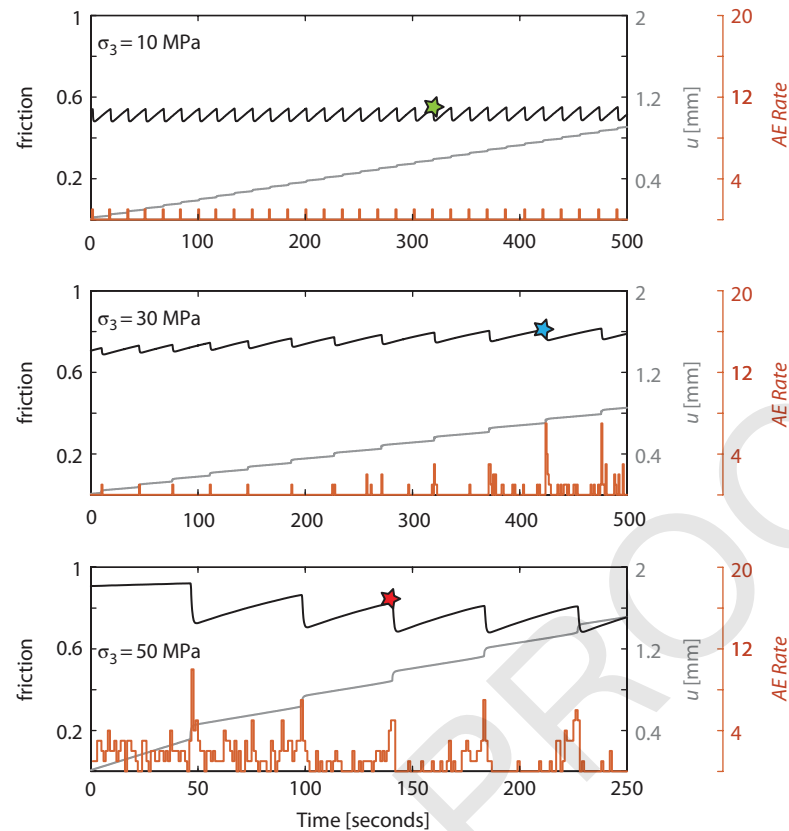 1 2 20
σ3 = 10 MPa
0.6 1.2 12
friction u [mm] AE Rate
0.2 0.4 4
0 100 200 300 400 500
1 2 20
σ3 = 30 MPa
0.6 1.2 12
friction u [mm] AE Rate
0.2 0.4 4
0 100 200 300 400 500
1 2 20
0.6 1.2 12
σ3 = 50 MPa
friction u [mm] AE Rate
0.2 0.4 4
0 50 100 150 200 250
Time [seconds]
PROO